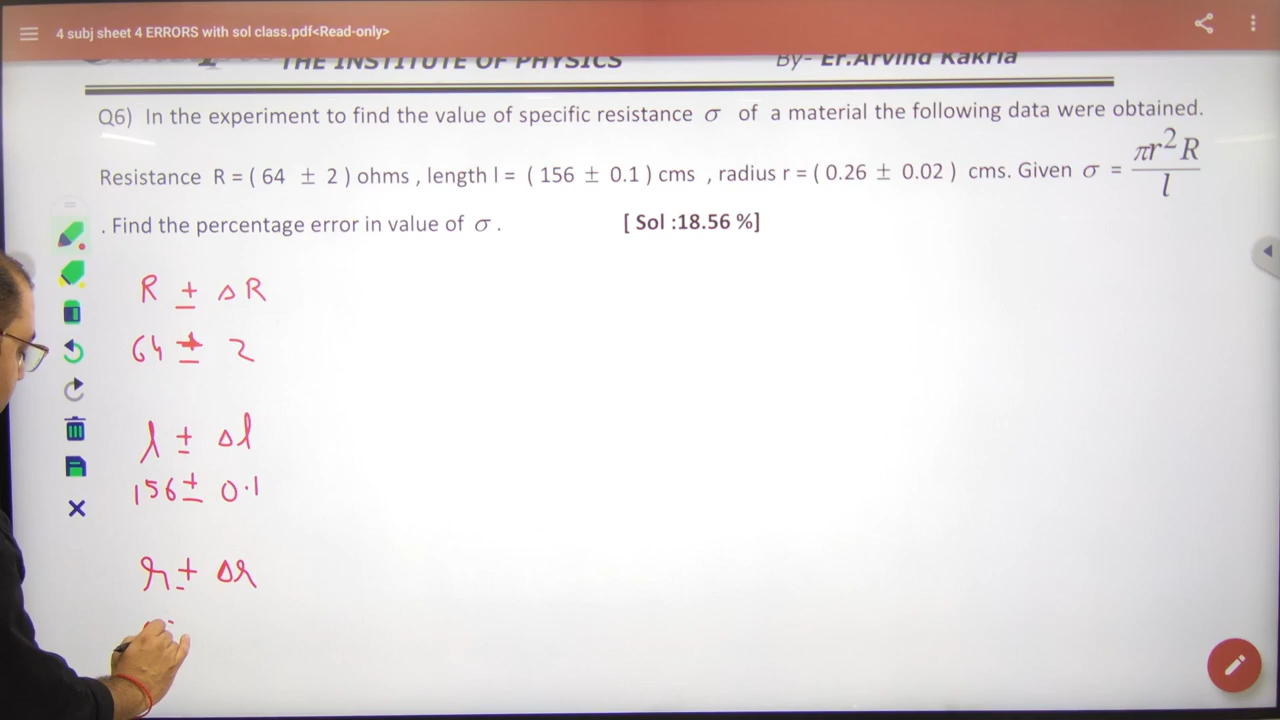 4 subj sheet 4 ERRORS with sol class.pdf<Read-only>
THE INSTITUTE OF PHYSICS By- Er.Arvind Kakria
Q6) In the experiment to find the value of specific resistance σ of a material the following data were obtained.
Resistance R = ( 64 ± 2 ) ohms , length l = ( 156 ± 0.1 ) cms , radius r = ( 0.26 ± 0.02 ) cms. Given σ = πr²R / l
. Find the percentage error in value of σ . [ Sol :18.56 %]
R ± ΔR
64 ± 2
l ± Δl
156 ± 0.1
r ± Δr